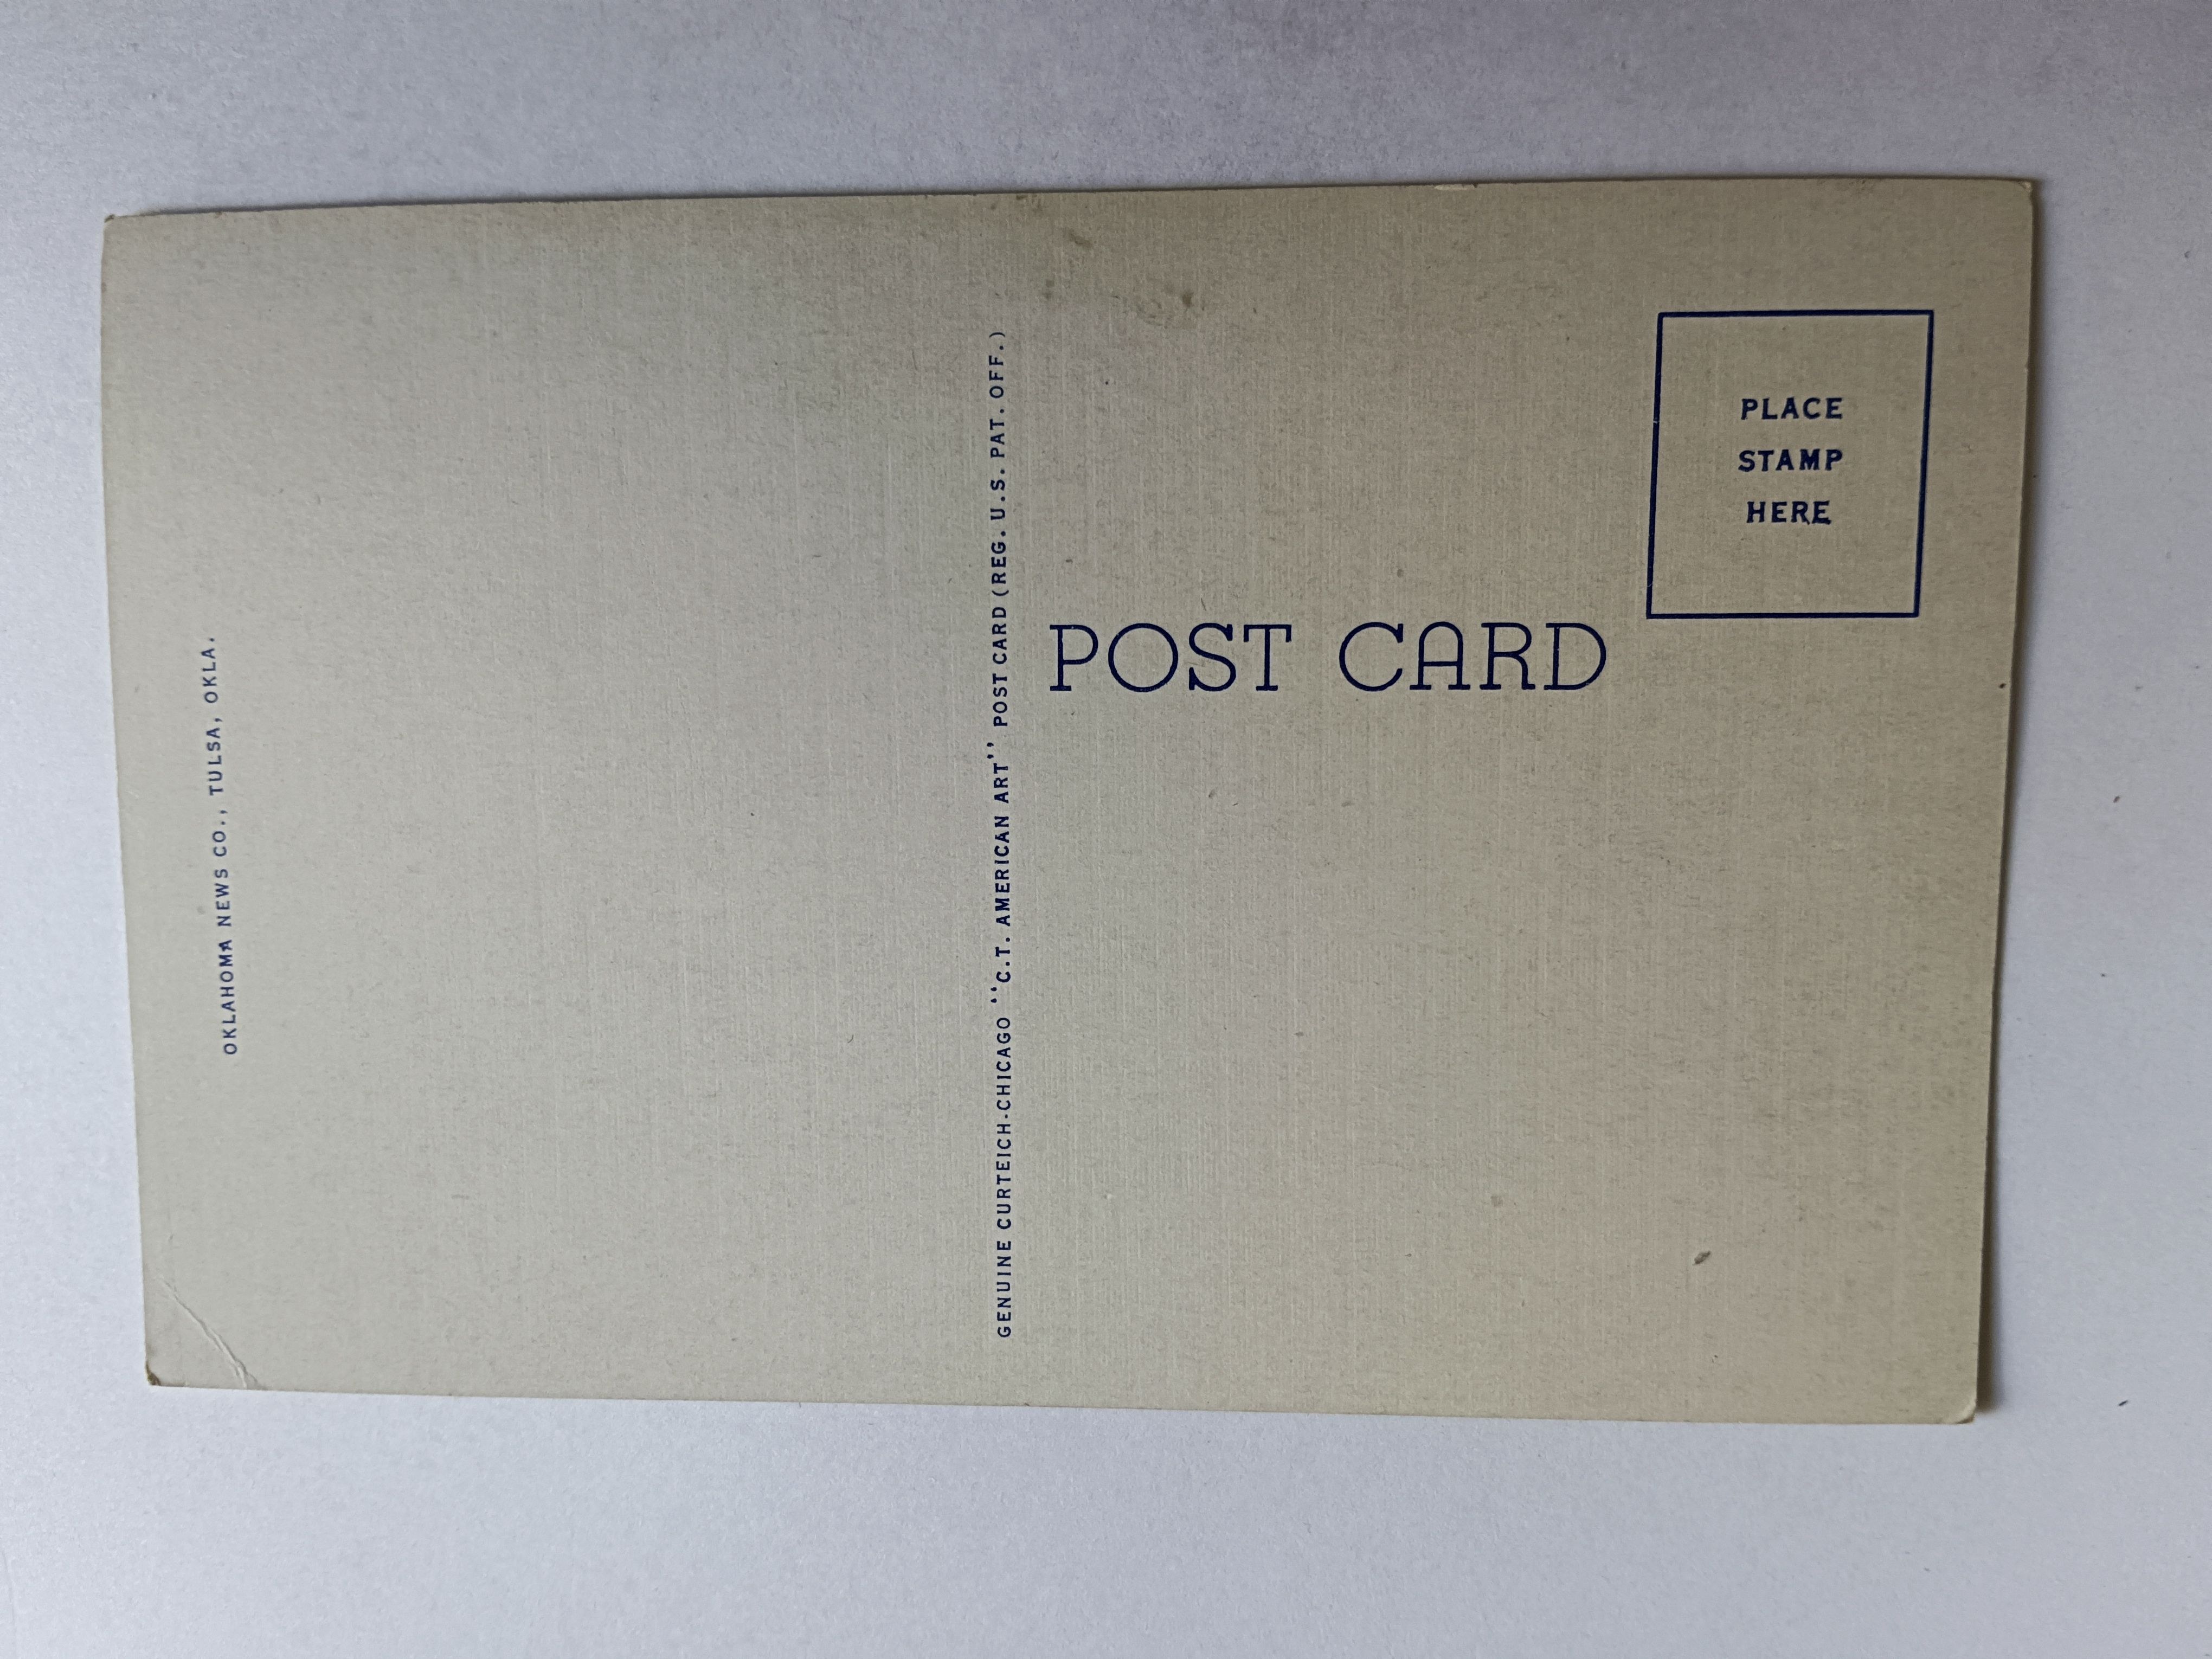 OKLAHOMA NEWS CO., TULSA, OKLA.
GENUINE CURTEICH-CHICAGO "C.T. AMERICAN ART" POST CARD (REG. U.S. PAT. OFF.)
POST CARD
PLACE
STAMP
HERE